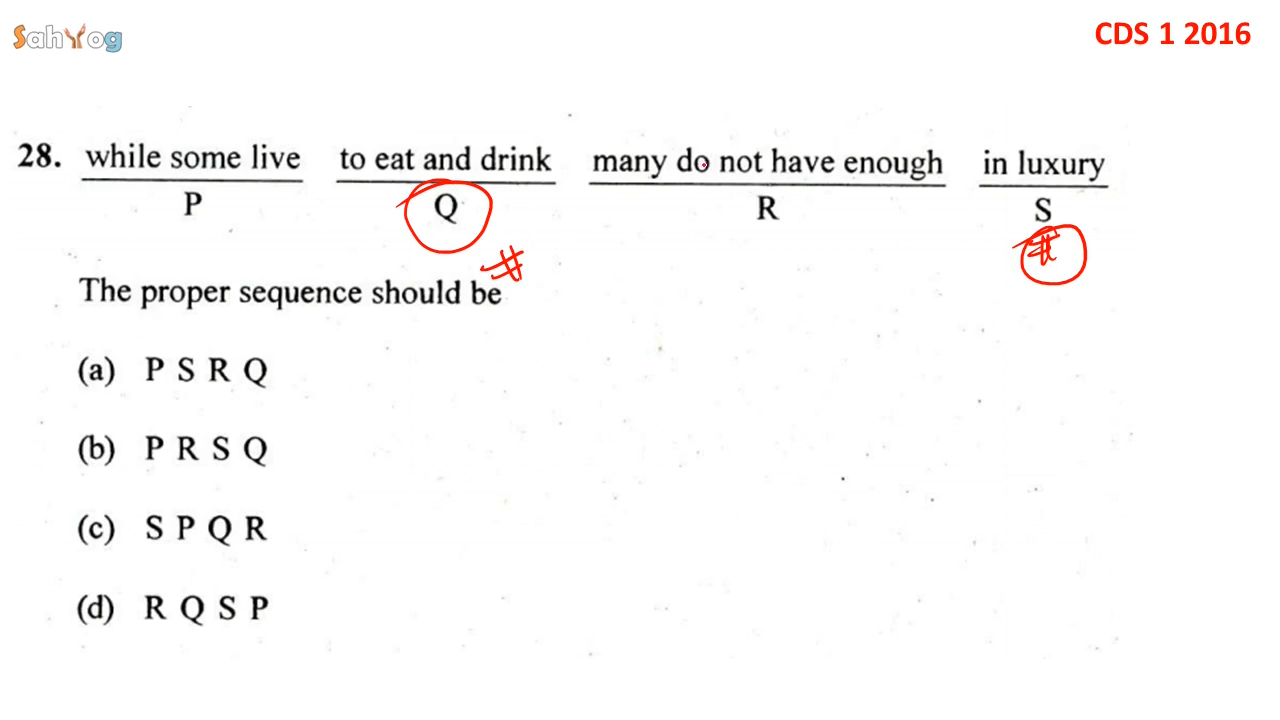 SahYog
CDS 1 2016
28. while some live to eat and drink many do not have enough in luxury
P Q R S
The proper sequence should be
(a) P S R Q
(b) P R S Q
(c) S P Q R
(d) R Q S P